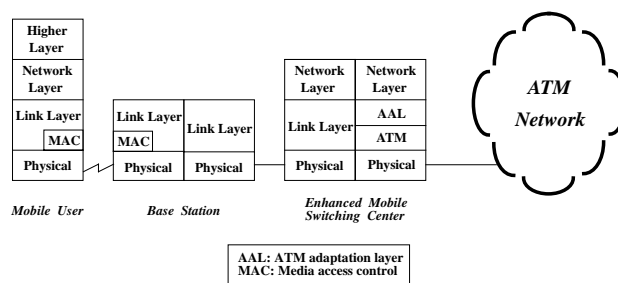 Higher
Layer
Network
Layer
Link Layer
MAC
Physical
Mobile User
Link Layer
MAC
Physical
Link Layer
Physical
Base Station
Network
Layer
Link Layer
Physical
Network
Layer
AAL
ATM
Physical
Enhanced Mobile
Switching Center
ATM
Network
AAL: ATM adaptation layer
MAC: Media access control